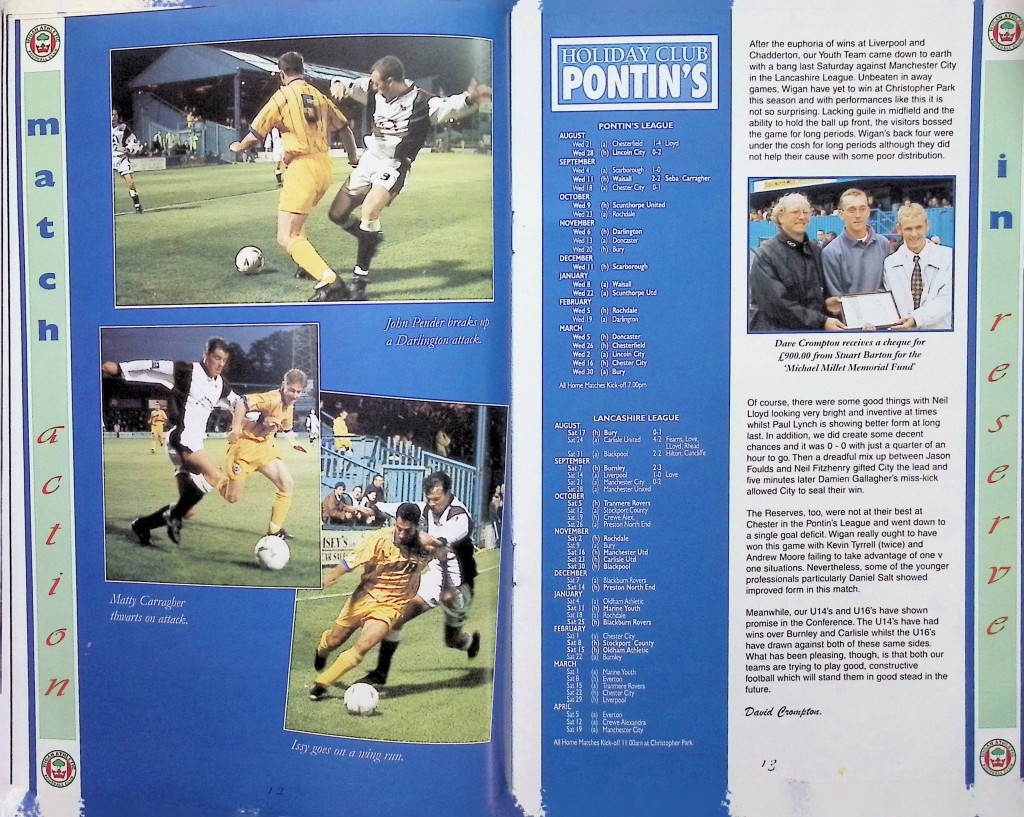 match action
John Pender breaks up
a Darlington attack.
Matty Carragher
thwarts on attack.
Issy goes on a wing run.
12
HOLIDAY CLUB
PONTIN'S
PONTIN'S LEAGUE
AUGUST
Wed 21 (a) Chesterfield 1-4 Lloyd
Wed 28 (h) Lincoln City 0-2
SEPTEMBER
Wed 4 (a) Scarborough 1-0
Wed 11 (h) Walsall 2-2 Seba Carragher
Wed 18 (a) Chester City 0-1
OCTOBER
Wed 9 (h) Scunthorpe United
Wed 23 (a) Rochdale
NOVEMBER
Wed 6 (h) Darlington
Wed 13 (a) Doncaster
Wed 20 (h) Bury
DECEMBER
Wed 11 (h) Scarborough
JANUARY
Wed 8 (a) Walsall
Wed 22 (a) Scunthorpe Utd
FEBRUARY
Wed 5 (h) Rochdale
Wed 19 (a) Darlington
MARCH
Wed 5 (h) Doncaster
Wed 26 (h) Chesterfield
Wed 2 (a) Lincoln City
Wed 16 (h) Chester City
Wed 30 (a) Bury
All Home Matches Kick-off 7.00pm
LANCASHIRE LEAGUE
AUGUST
Sat 17 (h) Bury 0-1
Sat 24 (a) Carlisle United 4-2 Fearns, Love,
Lloyd, Rhead
Sat 31 (a) Blackpool 2-2 Hilton, Cunliffe
SEPTEMBER
Sat 7 (h) Burnley 2-3
Sat 14 (a) Liverpool 1-0 Love
Sat 21 (a) Manchester City 0-2
Sat 28 (a) Manchester United
OCTOBER
Sat 5 (h) Tranmere Rovers
Sat 12 (a) Stockport County
Sat 19 (h) Crewe Alex.
Sat 26 (a) Preston North End
NOVEMBER
Sat 2 (h) Rochdale
Sat 9 (a) Bury
Sat 16 (h) Manchester Utd
Sat 23 (h) Carlisle Utd
Sat 30 (h) Blackpool
DECEMBER
Sat 7 (a) Blackburn Rovers
Sat 14 (h) Preston North End
JANUARY
Sat 4 (a) Oldham Athletic
Sat 11 (h) Marine Youth
Sat 18 (a) Rochdale
Sat 25 (h) Blackburn Rovers
FEBRUARY
Sat 1 (a) Chester City
Sat 8 (h) Stockport County
Sat 15 (h) Oldham Athletic
Sat 22 (a) Burnley
MARCH
Sat 1 (a) Marine Youth
Sat 8 (h) Everton
Sat 15 (a) Tranmere Rovers
Sat 22 (h) Chester City
Sat 29 (h) Liverpool
APRIL
Sat 5 (a) Everton
Sat 12 (a) Crewe Alexandra
Sat 19 (a) Manchester City
All Home Matches Kick-off 11.00am at Christopher Park.
After the euphoria of wins at Liverpool and
Chadderton, our Youth Team came down to earth
with a bang last Saturday against Manchester City
in the Lancashire League. Unbeaten in away
games, Wigan have yet to win at Christopher Park
this season and with performances like this it is
not so surprising. Lacking guile in midfield and the
ability to hold the ball up front, the visitors bossed
the game for long periods. Wigan's back four were
under the cosh for long periods although they did
not help their cause with some poor distribution.
Dave Crompton receives a cheque for
£900.00 from Stuart Barton for the
'Michael Millet Memorial Fund'
Of course, there were some good things with Neil
Lloyd looking very bright and inventive at times
whilst Paul Lynch is showing better form at long
last. In addition, we did create some decent
chances and it was 0 - 0 with just a quarter of an
hour to go. Then a dreadful mix up between Jason
Foulds and Neil Fitzhenry gifted City the lead and
five minutes later Damien Gallagher's miss-kick
allowed City to seal their win.
The Reserves, too, were not at their best at
Chester in the Pontin's League and went down to
a single goal deficit. Wigan really ought to have
won this game with Kevin Tyrrell (twice) and
Andrew Moore failing to take advantage of one v
one situations. Nevertheless, some of the younger
professionals particularly Daniel Salt showed
improved form in this match.
Meanwhile, our U14's and U16's have shown
promise in the Conference. The U14's have had
wins over Burnley and Carlisle whilst the U16's
have drawn against both of these same sides.
What has been pleasing, though, is that both our
teams are trying to play good, constructive
football which will stand them in good stead in the
future.
David Crompton.
13
in reserve